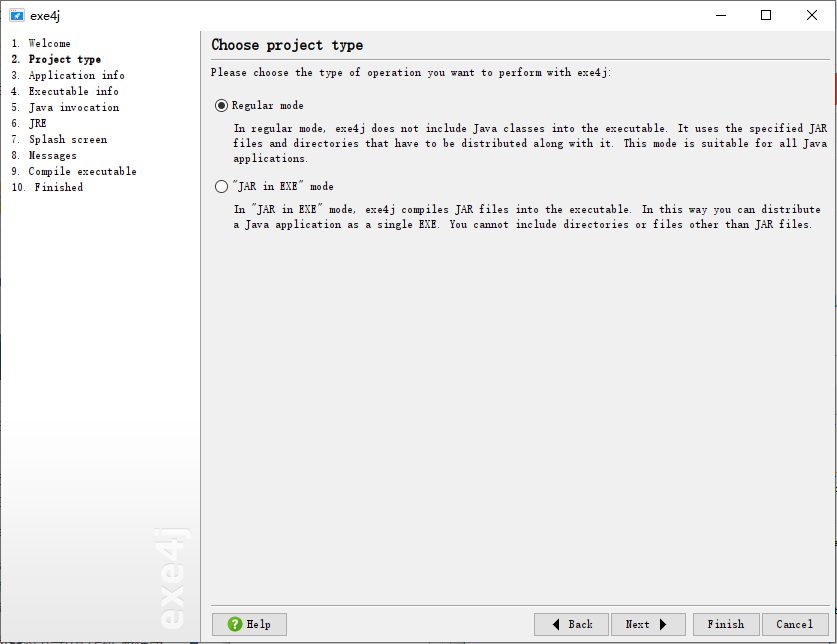 exe4j
1. Welcome
2. Project type
3. Application info
4. Executable info
5. Java invocation
6. JRE
7. Splash screen
8. Messages
9. Compile executable
10. Finished
exe4j
Choose project type
Please choose the type of operation you want to perform with exe4j:
Regular mode
In regular mode, exe4j does not include Java classes into the executable. It uses the specified JAR
files and directories that have to be distributed along with it. This mode is suitable for all Java
applications.
"JAR in EXE" mode
In "JAR in EXE" mode, exe4j compiles JAR files into the executable. In this way you can distribute
a Java application as a single EXE. You cannot include directories or files other than JAR files.
Help
Back
Next
Finish
Cancel